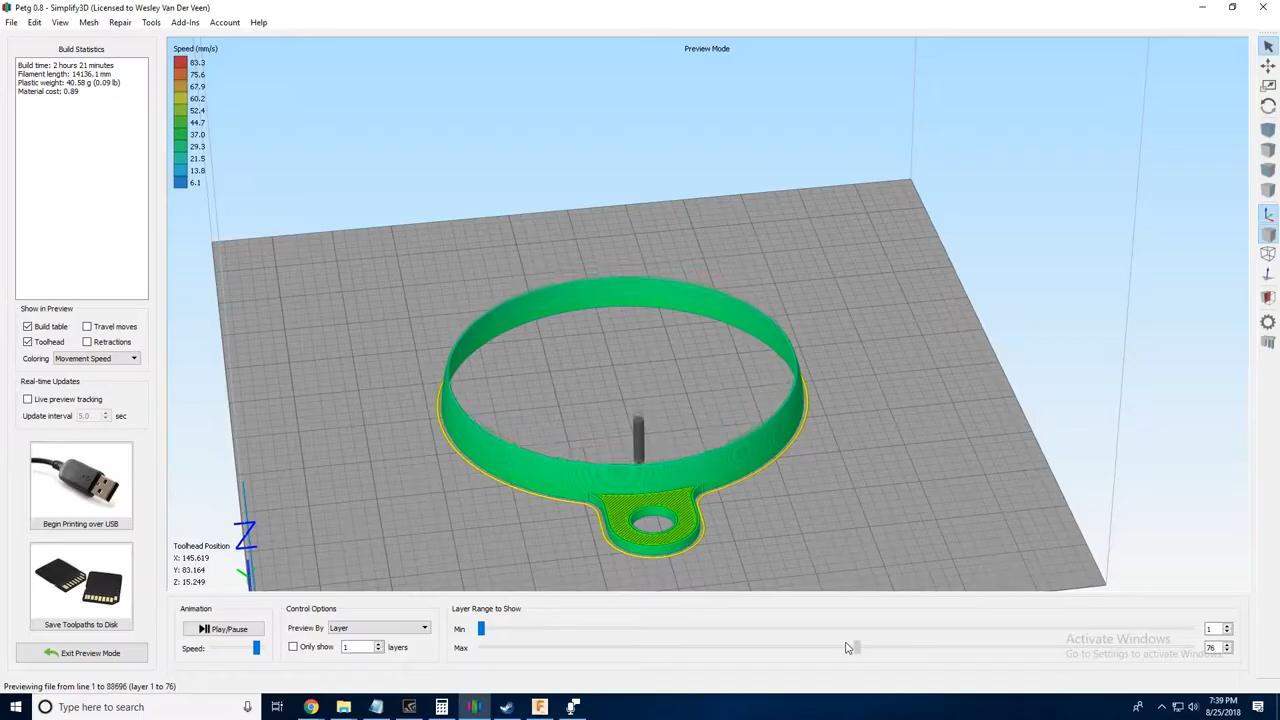 Petg 0.8 - Simplify3D (Licensed to Wesley Van Der Veen)
File Edit View Mesh Repair Tools Add-Ins Account Help
Build Statistics
Build time: 2 hours 21 minutes
Filament length: 14136.1 mm
Plastic weight: 40.58 g (0.09 lb)
Material cost: 0.89
Speed (mm/s)
83.3
75.6
67.9
60.2
52.4
44.7
37.0
29.3
21.5
13.8
6.1
Preview Mode
Show in Preview
Build table Travel moves
Toolhead Retractions
Coloring Movement Speed
Real-time Updates
Live preview tracking
Update interval 5.0 sec
Begin Printing over USB
Save Toolpaths to Disk
Exit Preview Mode
Z
Toolhead Position
X: 145.619
Y: 83.164
Z: 15.249
Animation
Play/Pause
Speed:
Control Options
Preview By Layer
Only show 1 layers
Layer Range to Show
Min 1
Max 76
Activate Windows
Go to Settings to activate Windows.
Previewing file from line 1 to 88696 (layer 1 to 76)
Type here to search
7:39 PM
8/25/2018